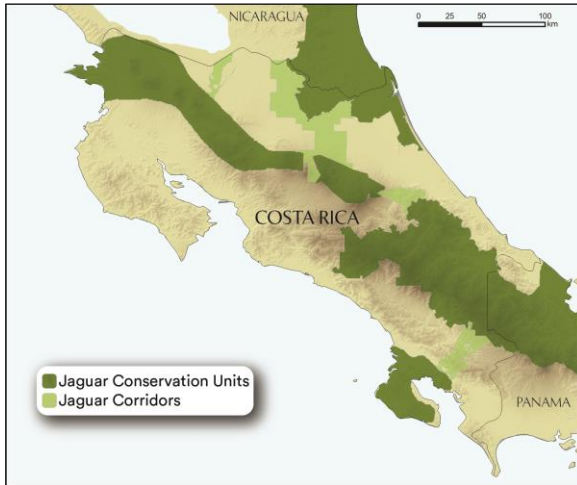 NICARAGUA
0 25 50 100
km
COSTA RICA
Jaguar Conservation Units
Jaguar Corridors
PANAMA